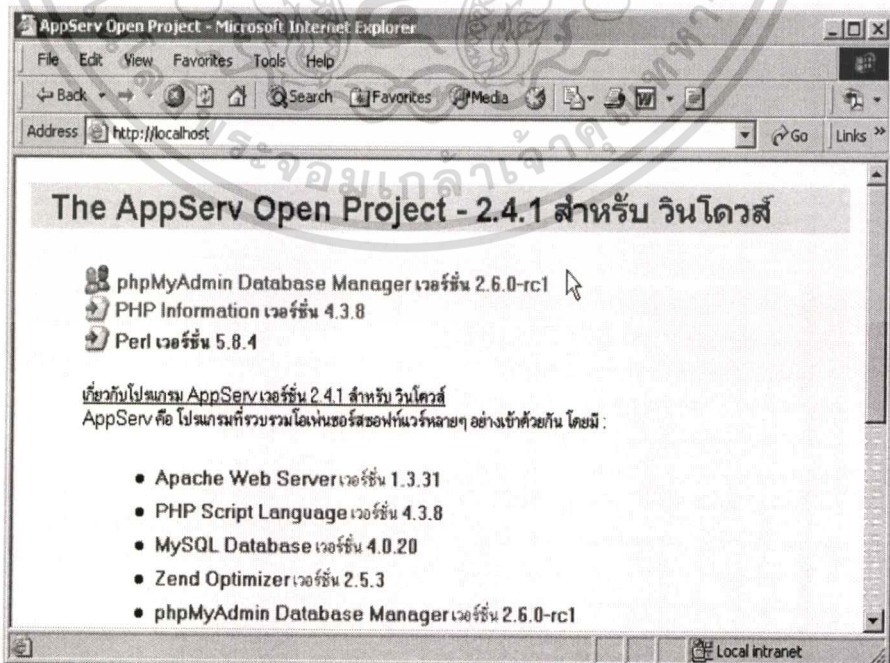 AppServ Open Project - Microsoft Internet Explorer
File Edit View Favorites Tools Help
Back Search Favorites Media
Address http://localhost Go Links »
The AppServ Open Project - 2.4.1 สำหรับ วินโดวส์
phpMyAdmin Database Manager เวอร์ชั่น 2.6.0-rc1
PHP Information เวอร์ชั่น 4.3.8
Perl เวอร์ชั่น 5.8.4
เกี่ยวกับโปรแกรม AppServ เวอร์ชั่น 2.4.1 สำหรับ วินโดวส์
AppServ คือ โปรแกรมที่รวบรวมโอเพ่นซอร์สซอฟท์แวร์หลายๆ อย่างเข้าด้วยกัน โดยมี :
• Apache Web Server เวอร์ชั่น 1.3.31
• PHP Script Language เวอร์ชั่น 4.3.8
• MySQL Database เวอร์ชั่น 4.0.20
• Zend Optimizer เวอร์ชั่น 2.5.3
• phpMyAdmin Database Manager เวอร์ชั่น 2.6.0-rc1
Local intranet